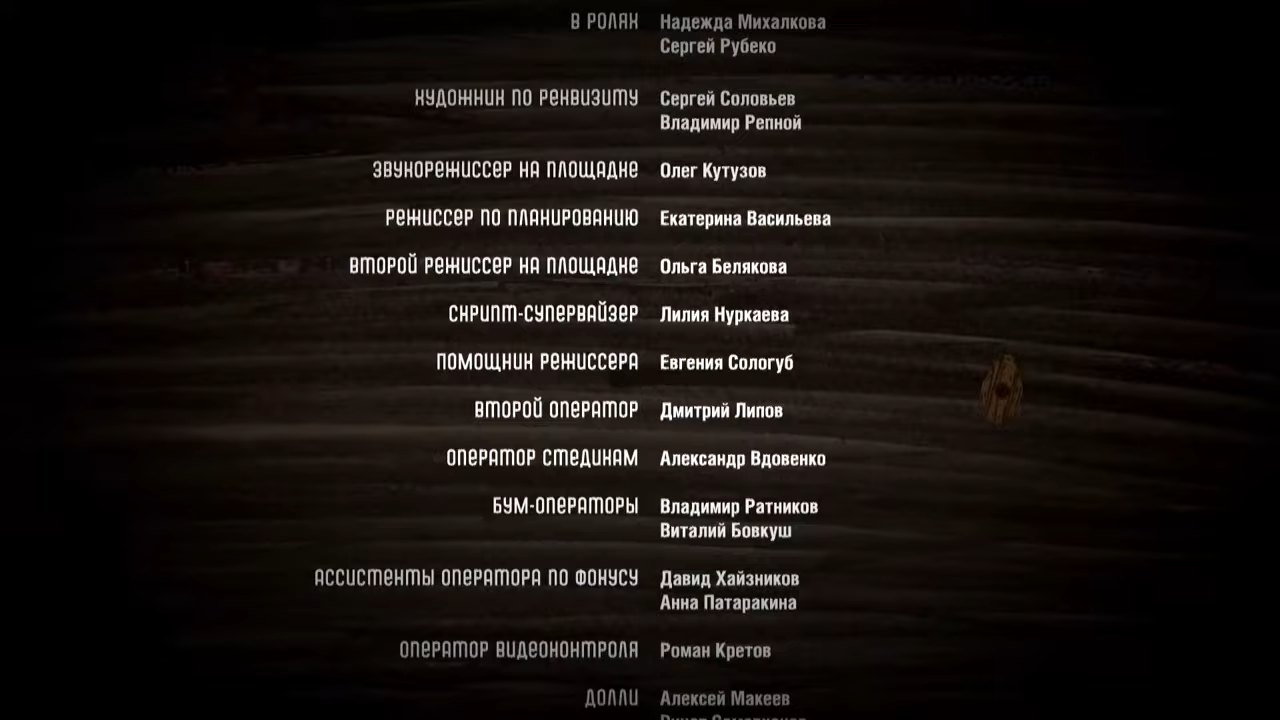 В РОЛЯХ Надежда Михалкова
Сергей Рубеко
ХУДОЖНИК ПО РЕКВИЗИТУ Сергей Соловьев
Владимир Репной
ЗВУКОРЕЖИССЕР НА ПЛОЩАДКЕ Олег Кутузов
РЕЖИССЕР ПО ПЛАНИРОВАНИЮ Екатерина Васильева
ВТОРОЙ РЕЖИССЕР НА ПЛОЩАДКЕ Ольга Белякова
СКРИПТ-СУПЕРВАЙЗЕР Лилия Нуркаева
ПОМОЩНИК РЕЖИССЕРА Евгения Сологуб
ВТОРОЙ ОПЕРАТОР Дмитрий Липов
ОПЕРАТОР СТЕДИКАМ Александр Вдовенко
БУМ-ОПЕРАТОРЫ Владимир Ратников
Виталий Бовкуш
АССИСТЕНТЫ ОПЕРАТОРА ПО ФОКУСУ Давид Хайзников
Анна Патаракина
ОПЕРАТОР ВИДЕОКОНТРОЛЯ Роман Кретов
ДОЛЛИ Алексей Макеев